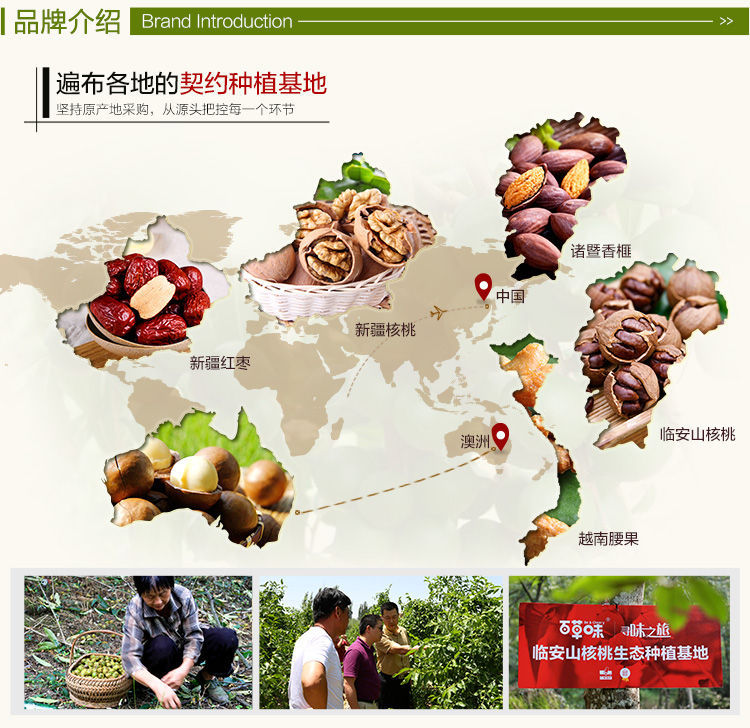 品牌介绍 Brand Introduction >>
遍布各地的契约种植基地
坚持原产地采购，从源头把控每一个环节
诸暨香榧
中国
新疆核桃
新疆红枣
临安山核桃
澳洲
越南腰果
百草味 寻味之旅
临安山核桃生态种植基地